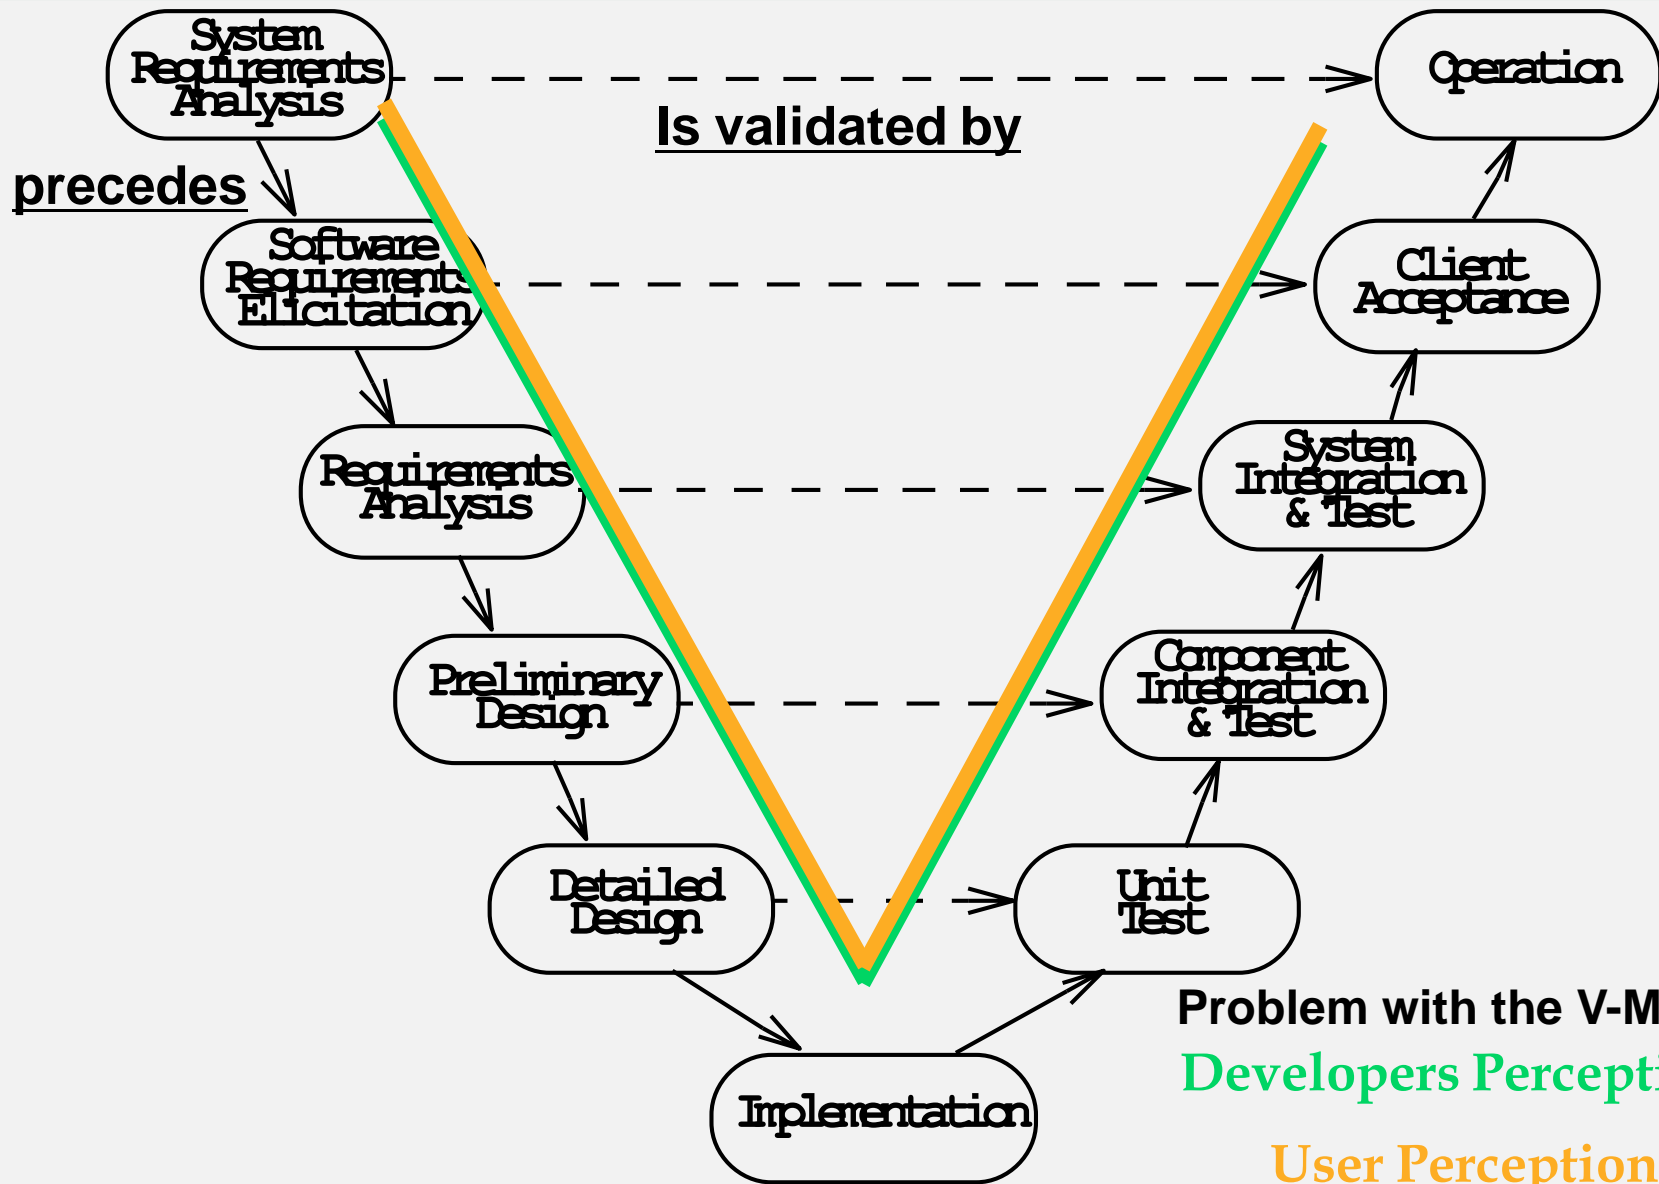 System
Requirements
Analysis
Operation
Is validated by
precedes
Software
Requirements
Elicitation
Client
Acceptance
Requirements
Analysis
System
Integration
& Test
Preliminary
Design
Component
Integration
& Test
Detailed
Design
Unit
Test
Problem with the V-M
Developers Percepti
Implementation
User Perception